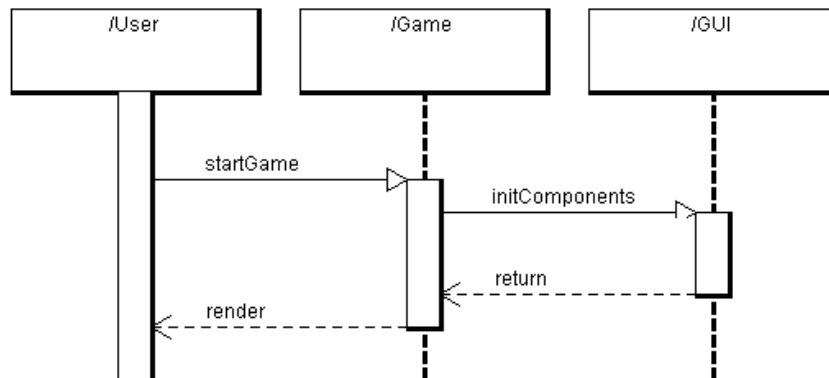 /User
/Game
/GUI
startGame
initComponents
return
render